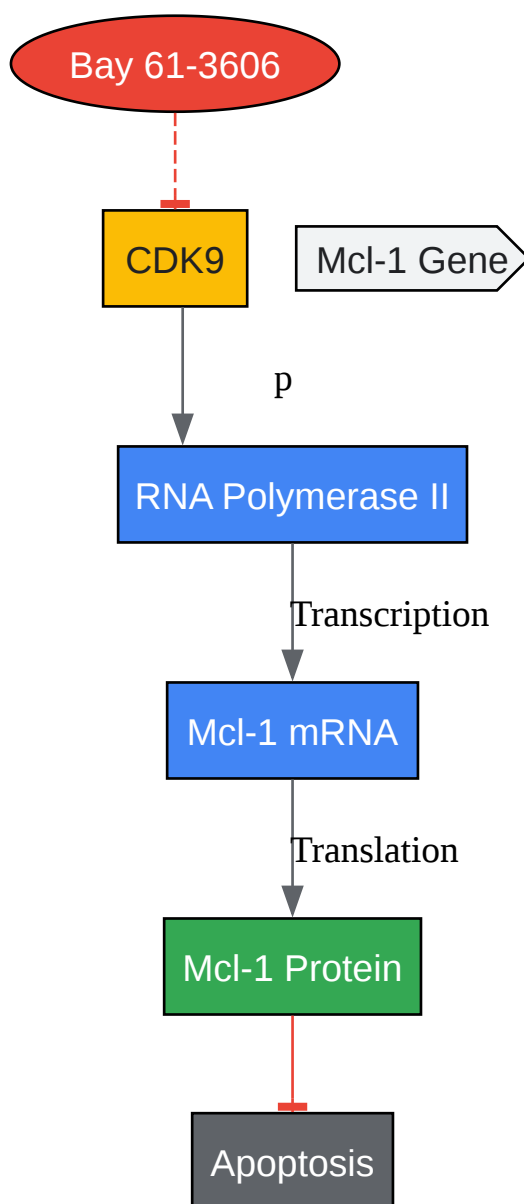 Bay 61-3606
CDK9
Mcl-1 Gene
p
RNA Polymerase II
Transcription
Mcl-1 mRNA
Translation
Mcl-1 Protein
Apoptosis